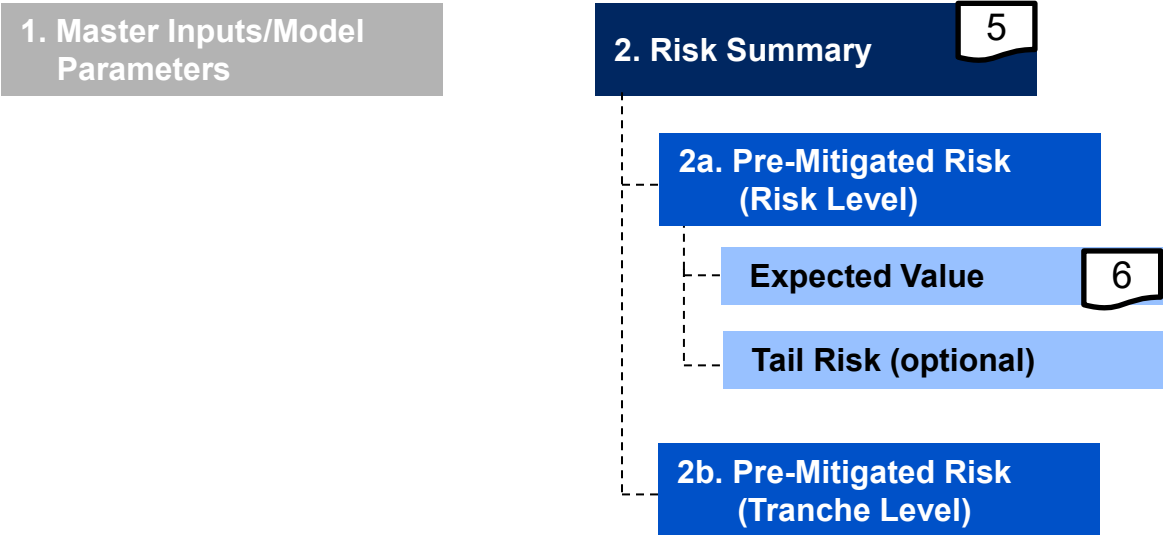 1. Master Inputs/Model
Parameters
2. Risk Summary
5
2a. Pre-Mitigated Risk
(Risk Level)
Expected Value
6
Tail Risk (optional)
2b. Pre-Mitigated Risk
(Tranche Level)